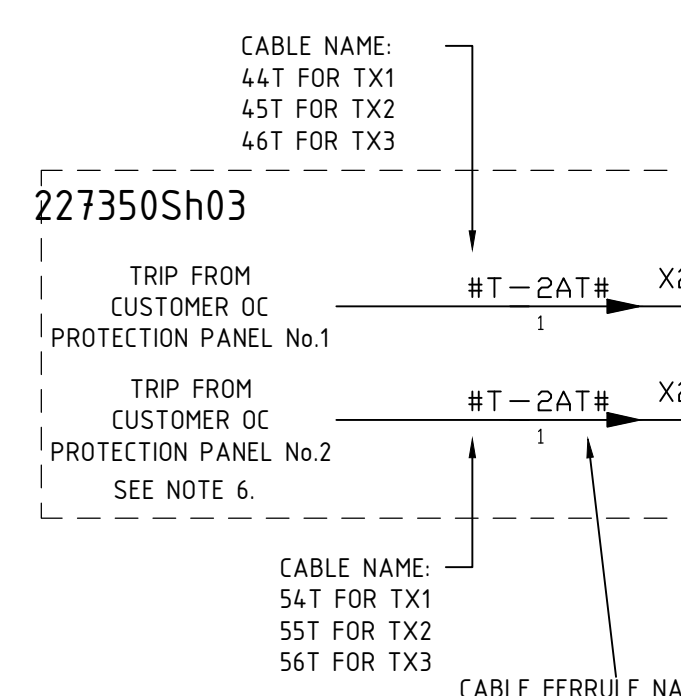 CABLE NAME:
44T FOR TX1
45T FOR TX2
46T FOR TX3
227350Sh03
TRIP FROM
CUSTOMER OC
PROTECTION PANEL No.1
#T-2AT#
1
TRIP FROM
CUSTOMER OC
PROTECTION PANEL No.2
SEE NOTE 6.
#T-2AT#
1
CABLE NAME:
54T FOR TX1
55T FOR TX2
56T FOR TX3
CABLE FERRULE